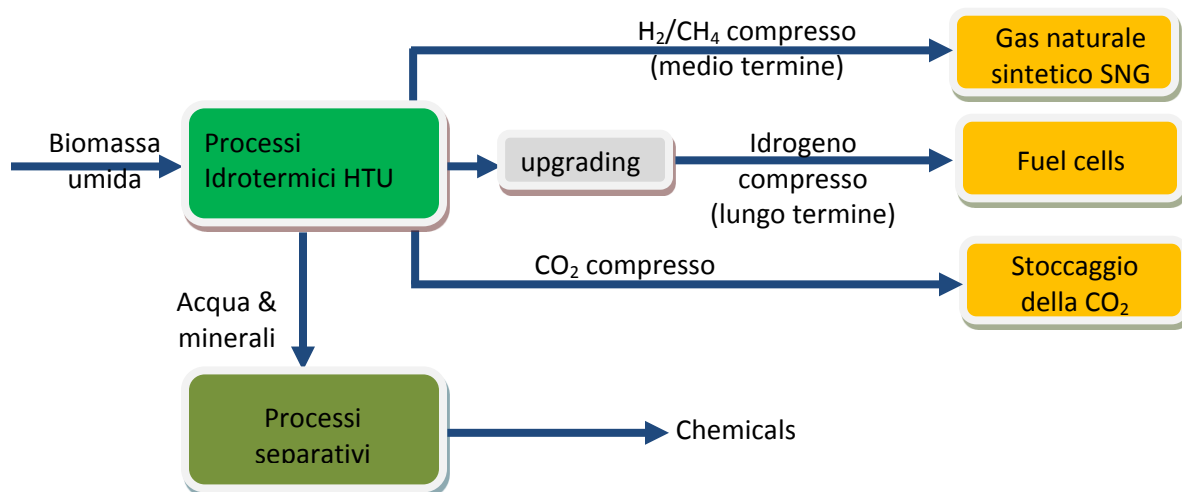 H₂/CH₄ compresso
(medio termine)
Gas naturale
sintetico SNG
Biomassa
umida
Processi
Idrotermici HTU
upgrading
Idrogeno
compresso
(lungo termine)
Fuel cells
CO₂ compresso
Stoccaggio
della CO₂
Acqua &
minerali
Processi
separativi
Chemicals